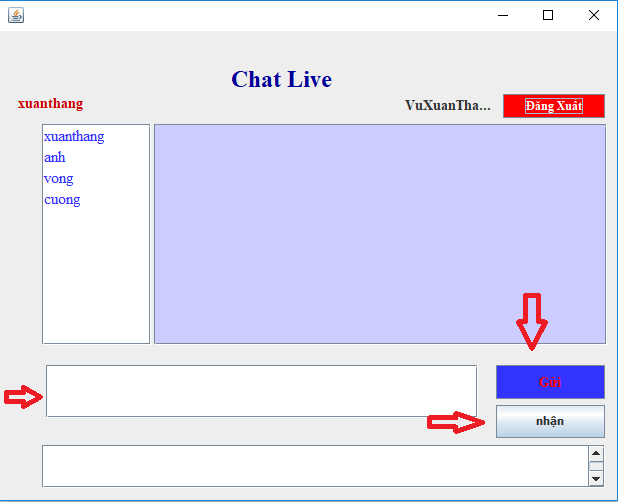 Chat Live
xuanthang
VuXuanTha...
Đăng Xuất
xuanthang
anh
vong
cuong
Gửi
nhận